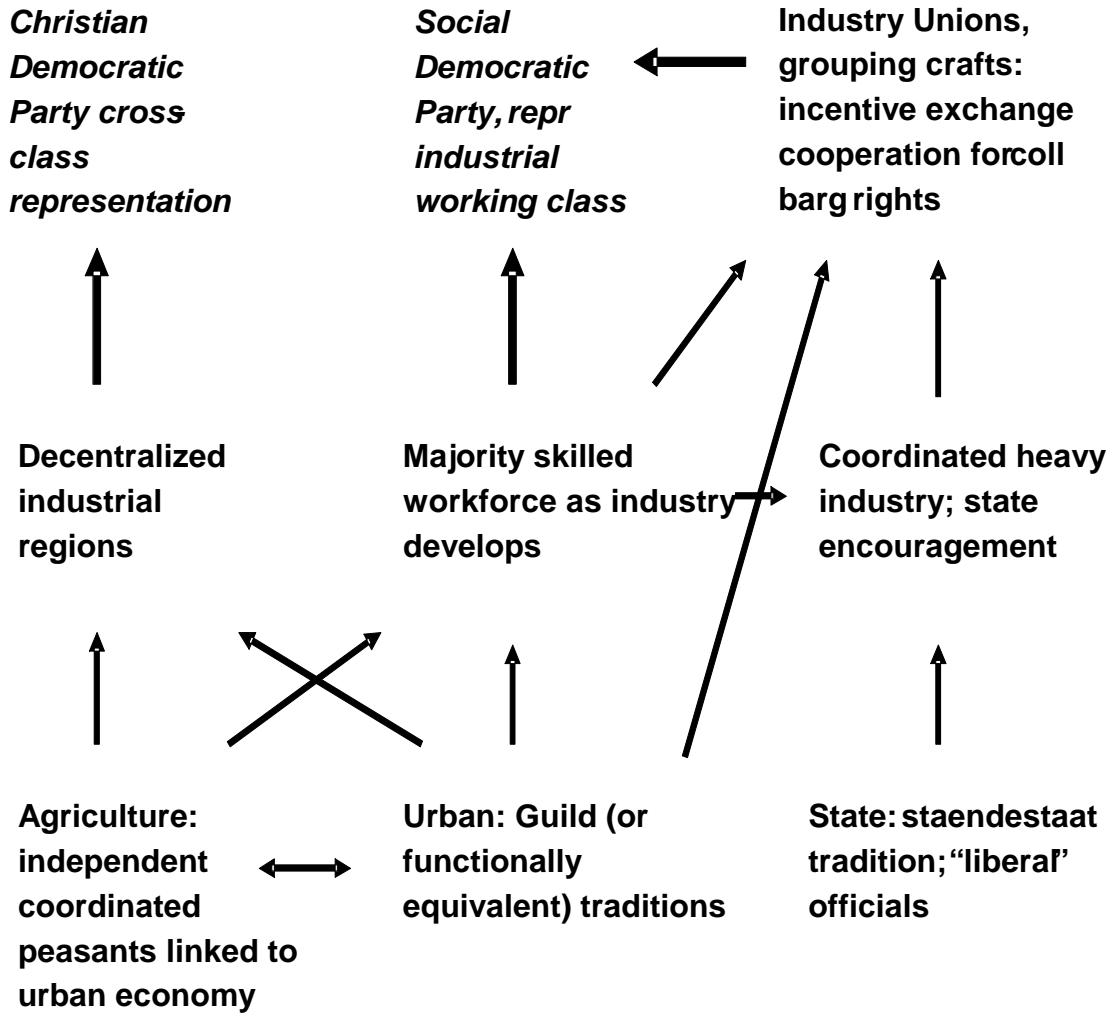 Christian
Democratic
Party cross-
class
representation
Social
Democratic
Party, repr
industrial
working class
Industry Unions,
grouping crafts:
incentive exchange
cooperation forcoll
barg rights
Decentralized
industrial
regions
Majority skilled
workforce as industry
develops
Coordinated heavy
industry; state
encouragement
Agriculture:
independent
coordinated
peasants linked to
urban economy
Urban: Guild (or
functionally
equivalent) traditions
State: staendestaat
tradition; “liberal”
officials